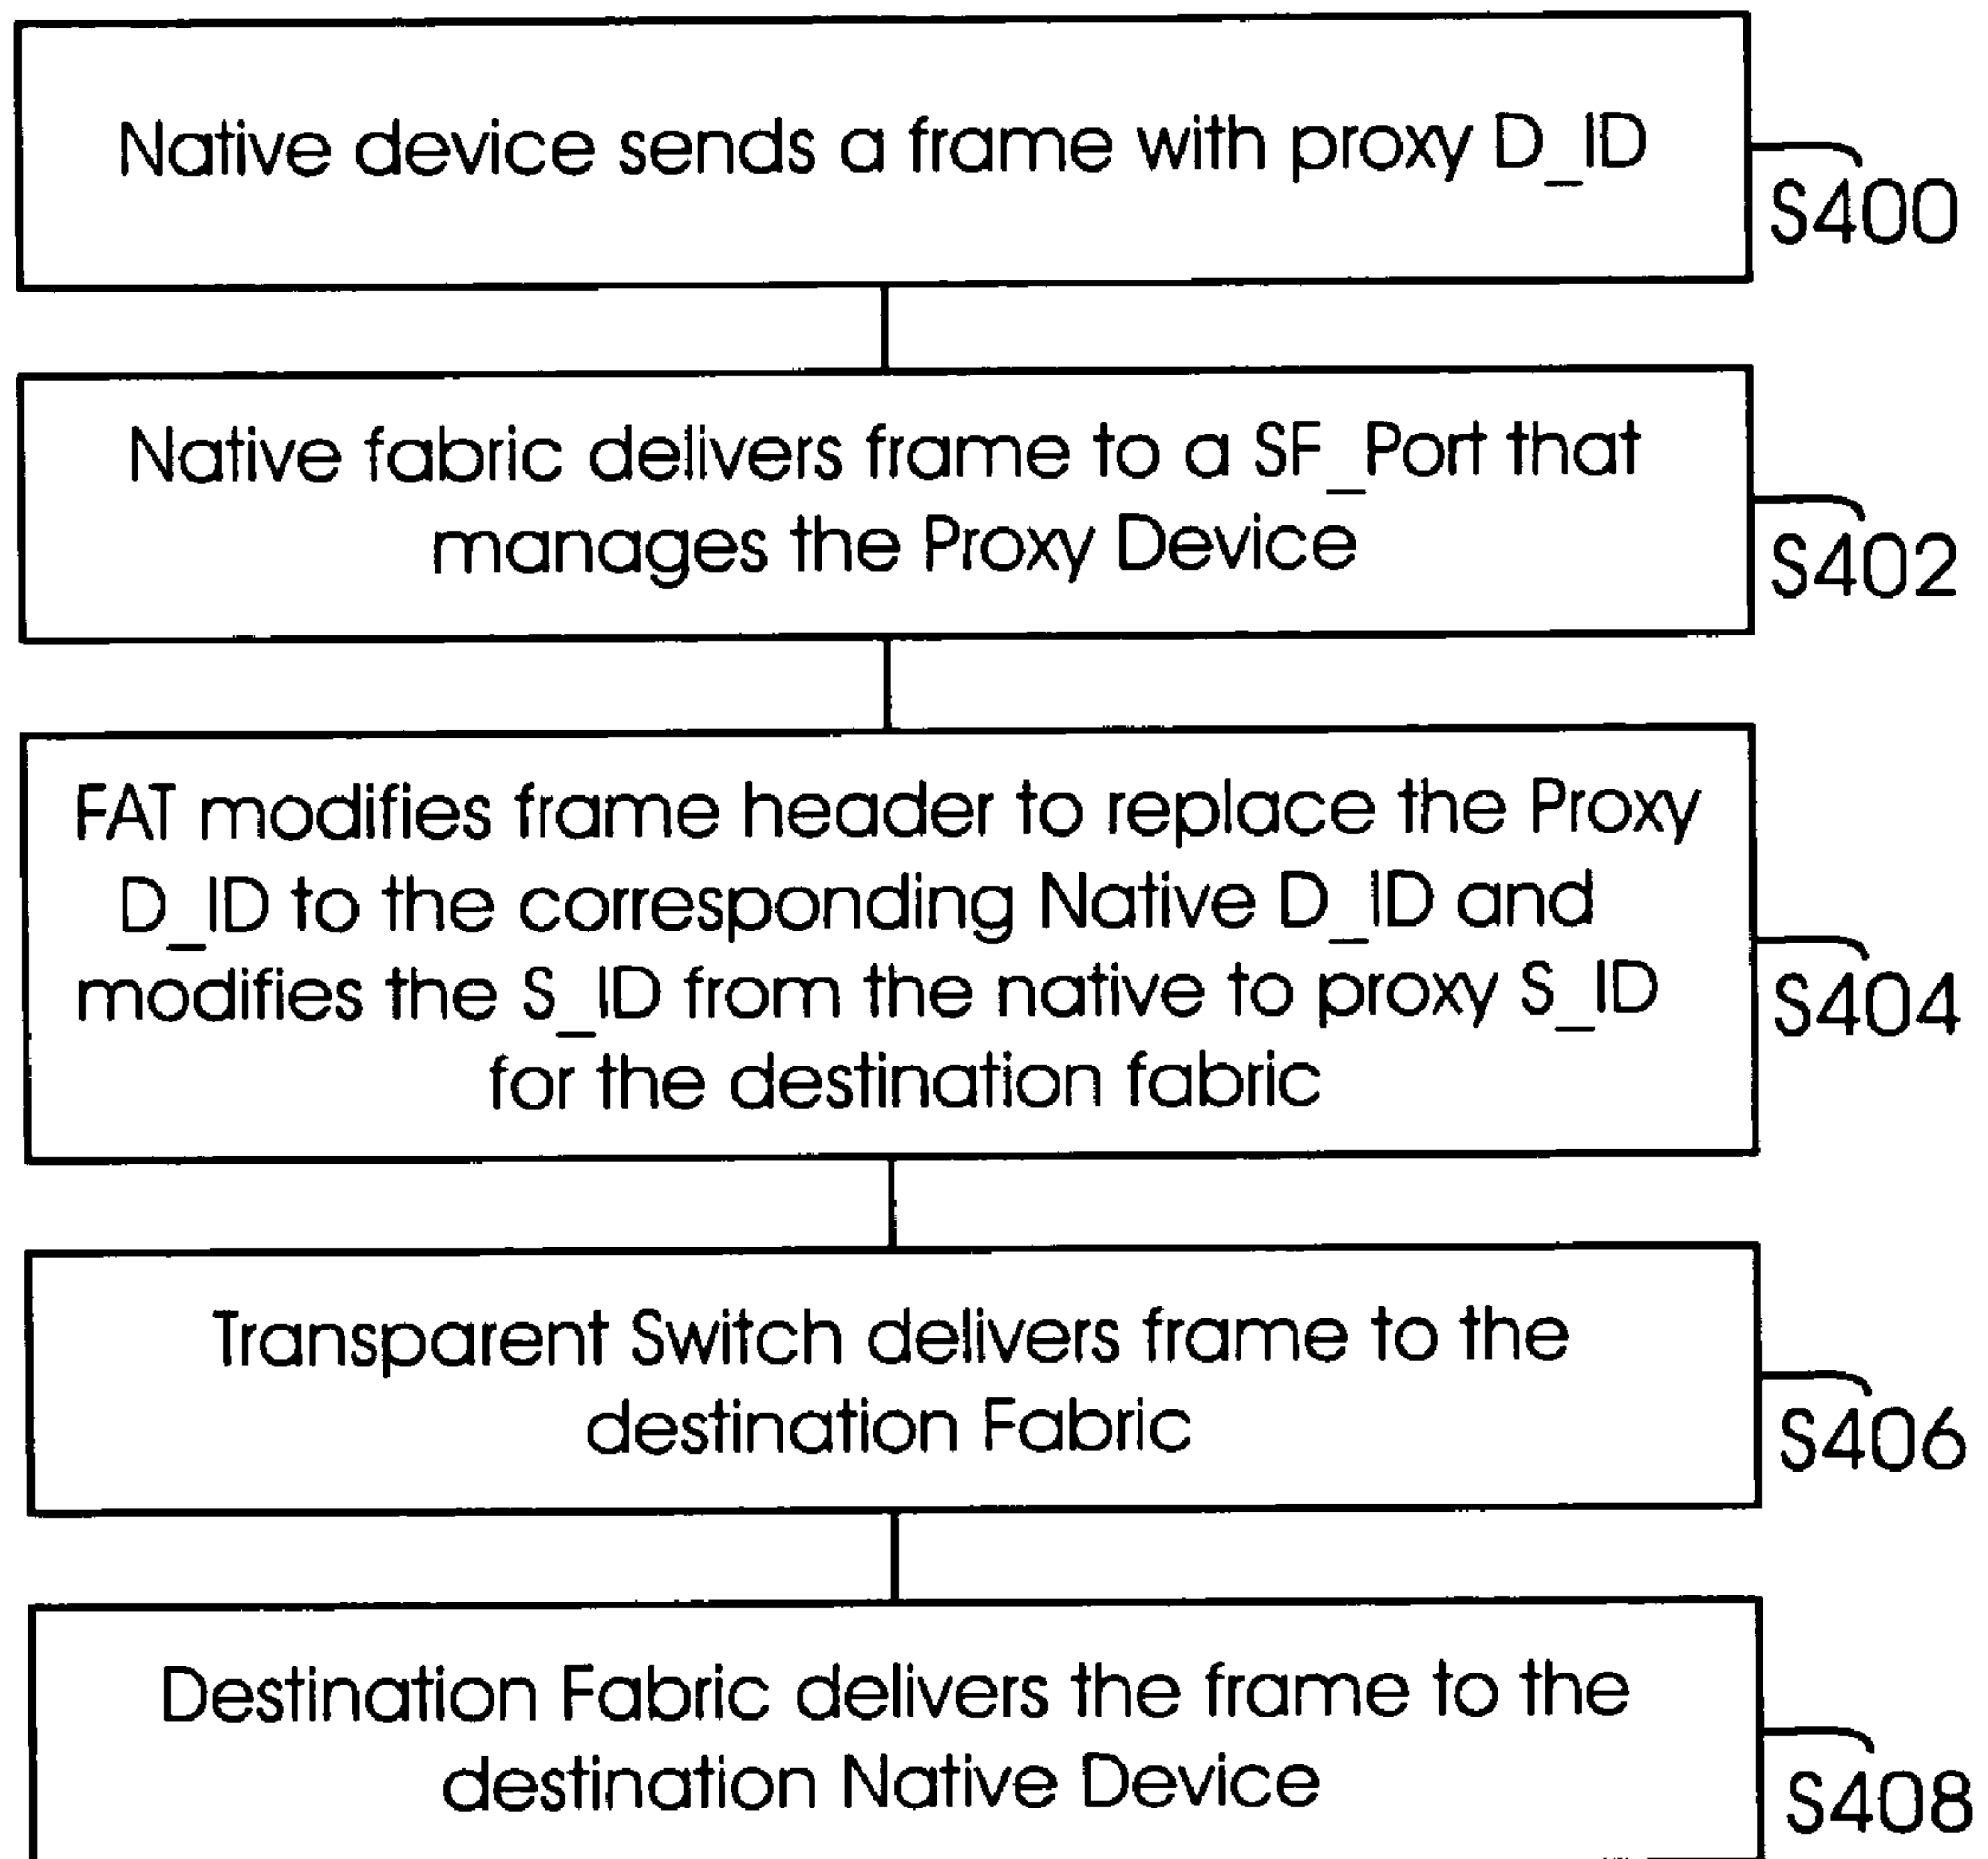 Native device sends a frame with proxy D_ID
S400
Native fabric delivers frame to a SF_Port that
manages the Proxy Device
S402
FAT modifies frame header to replace the Proxy
D_ID to the corresponding Native D_ID and
modifies the S_ID from the native to proxy S_ID
for the destination fabric
S404
Transparent Switch delivers frame to the
destination Fabric
S406
Destination Fabric delivers the frame to the
destination Native Device
S408